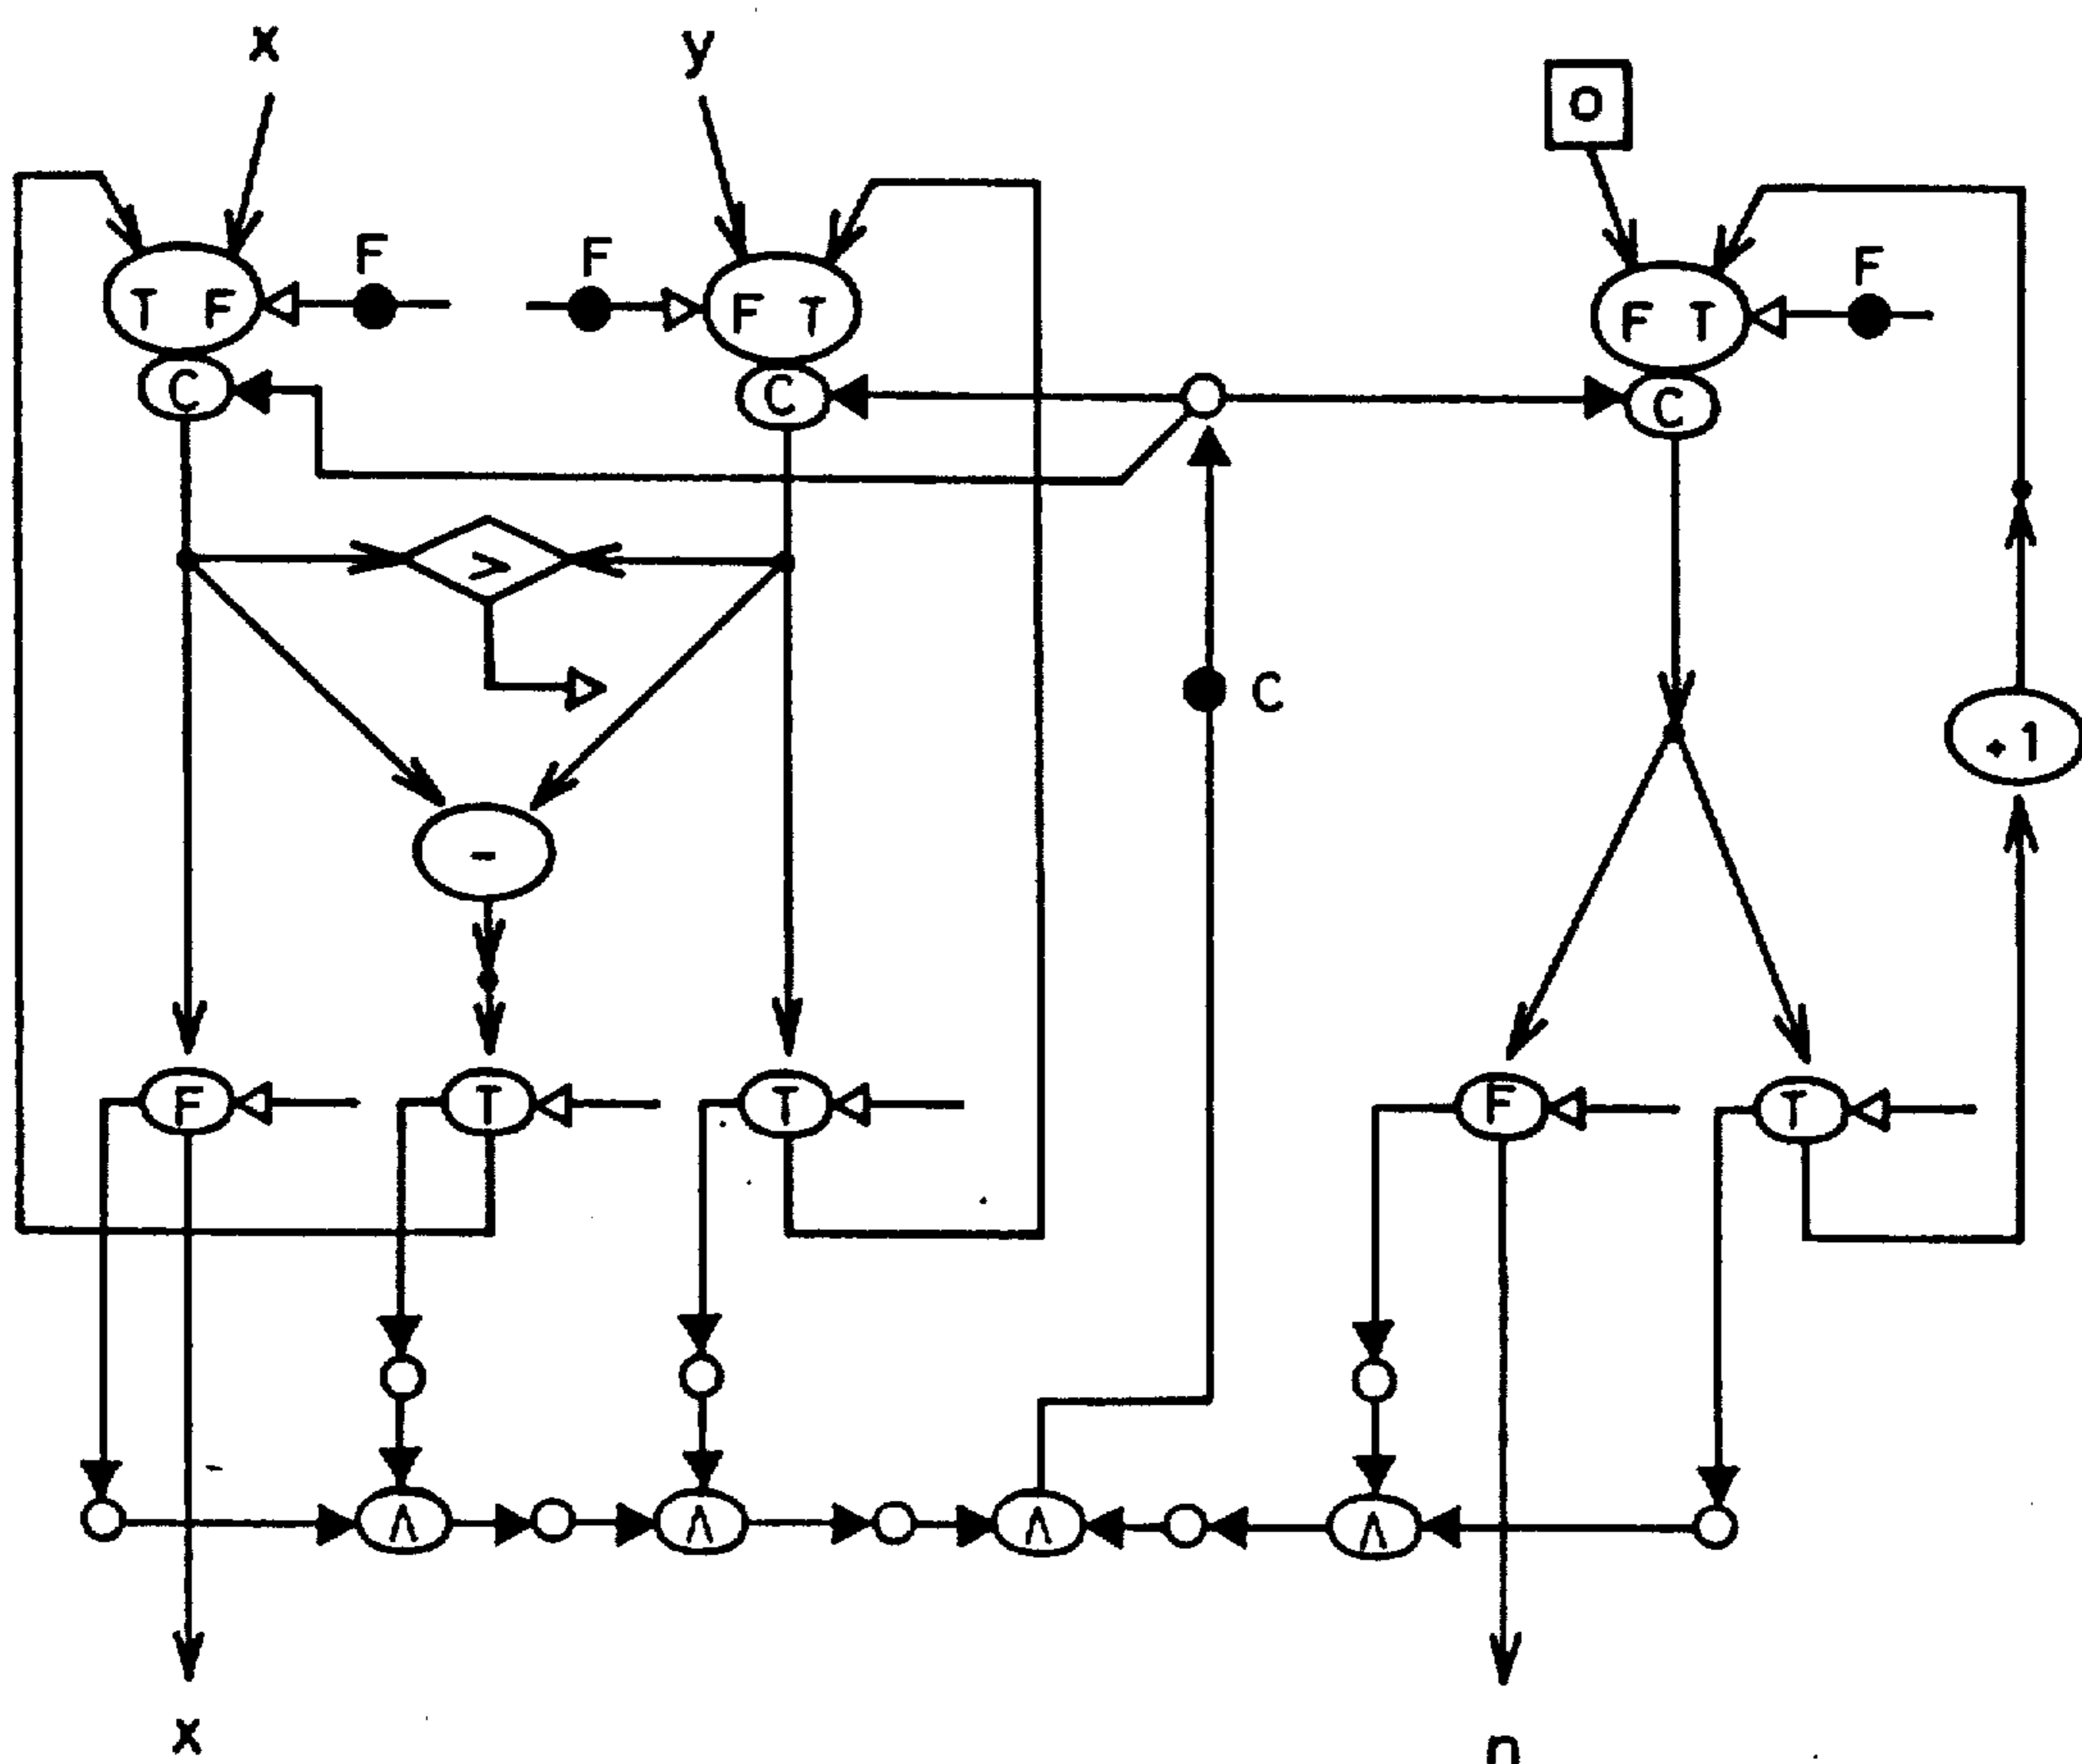 x y
0
F F F
T F F T F T
C C C
>
C
+1
-
F T T F T
Λ Λ Λ Λ
x n